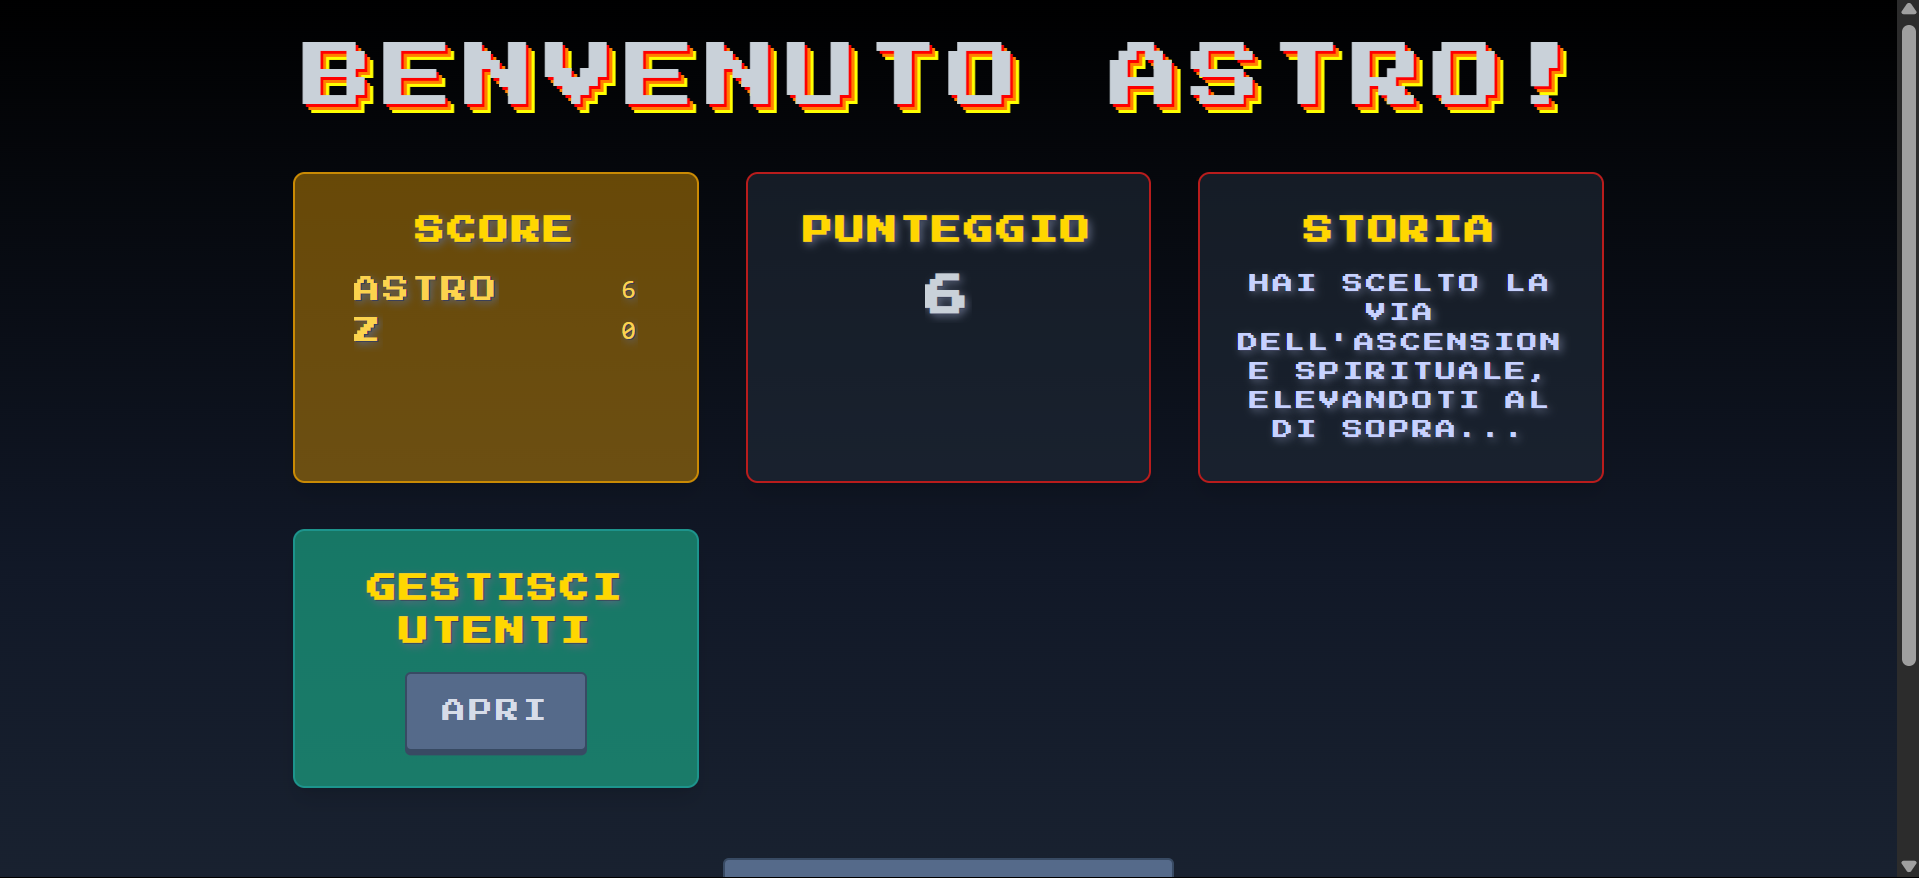 BENVENUTO ASTRO!
SCORE
ASTRO 6
Z 0
PUNTEGGIO
6
STORIA
HAI SCELTO LA
VIA
DELL'ASCENSION
E SPIRITUALE,
ELEVANDOTI AL
DI SOPRA...
GESTISCI
UTENTI
APRI